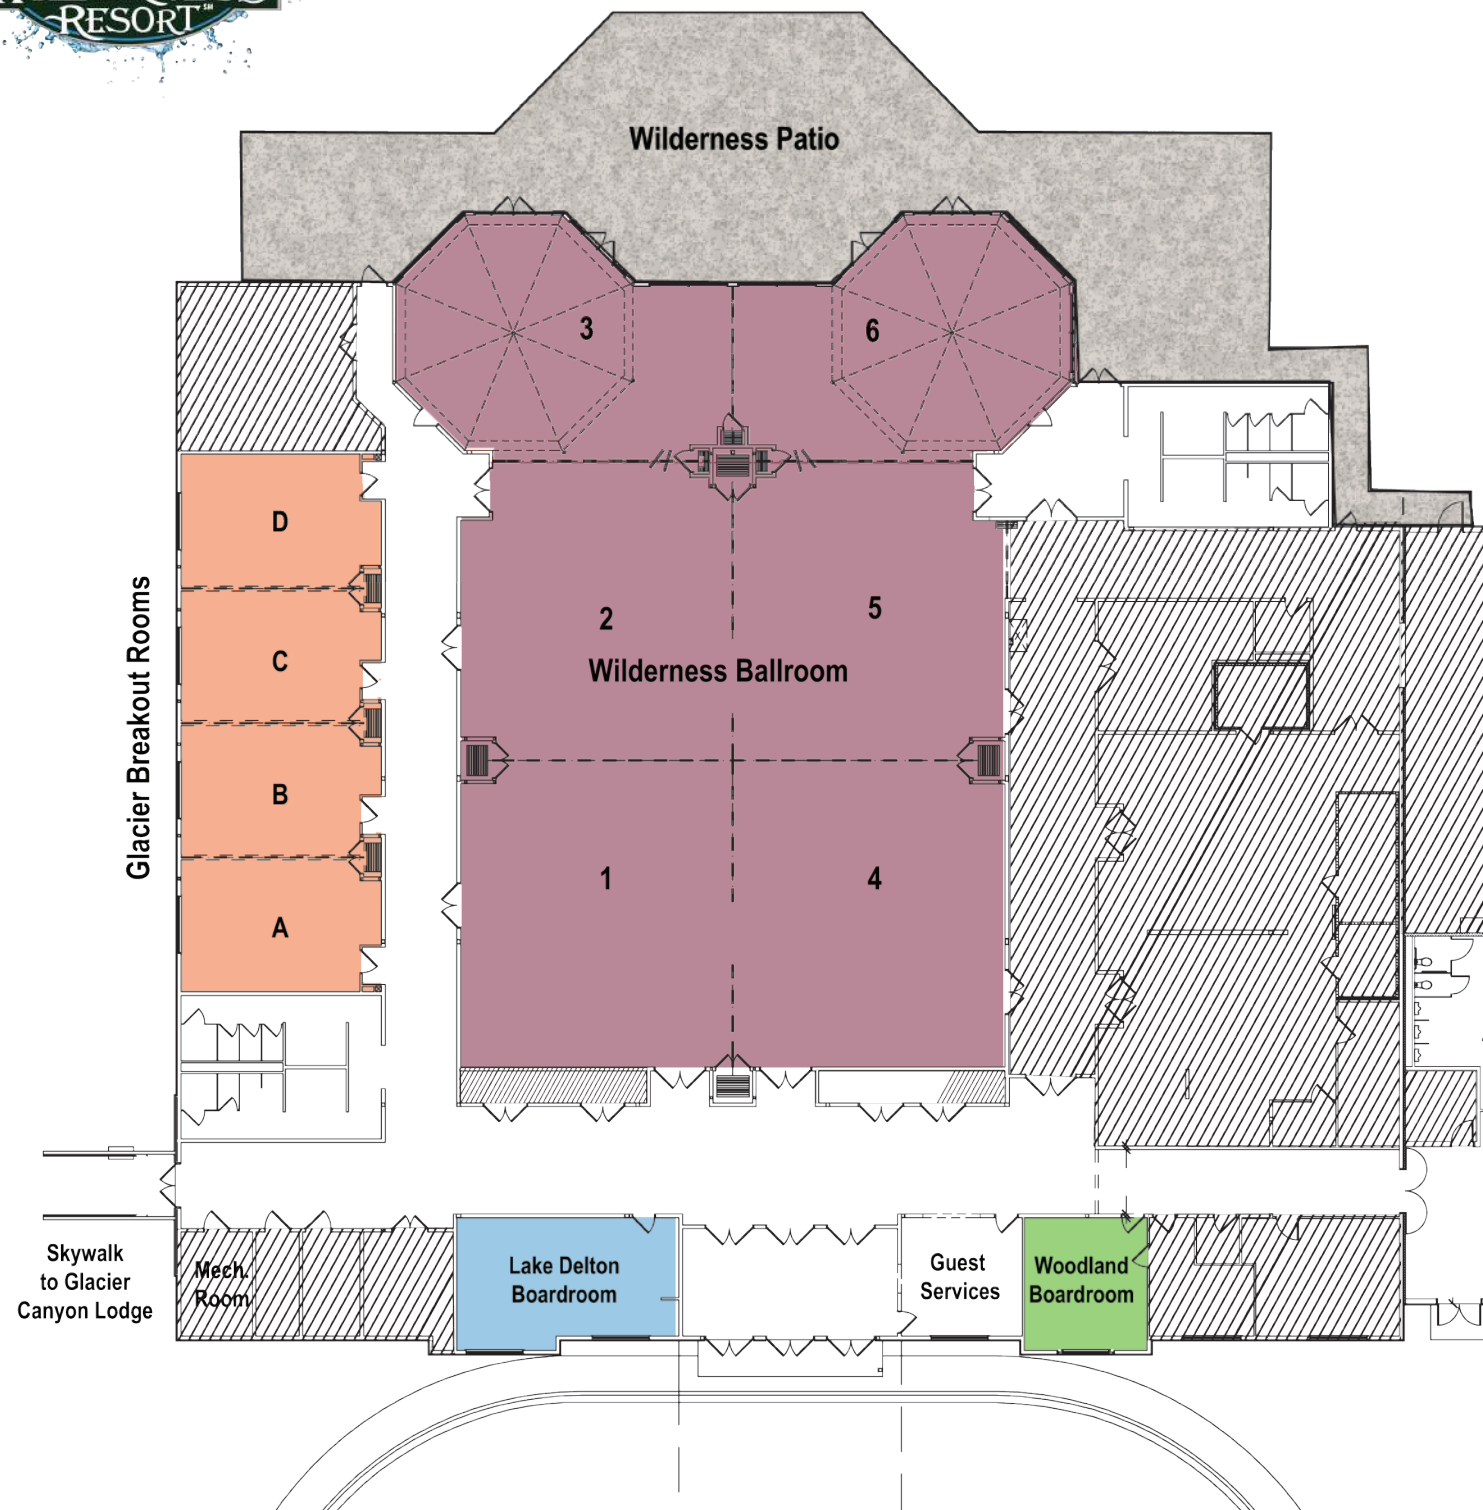 RESORT
Wilderness Patio
3
6
D
2
5
C
Wilderness Ballroom
Glacier Breakout Rooms
B
1
4
A
Skywalk
to Glacier
Canyon Lodge
Mech.
Room
Lake Delton
Boardroom
Guest
Services
Woodland
Boardroom